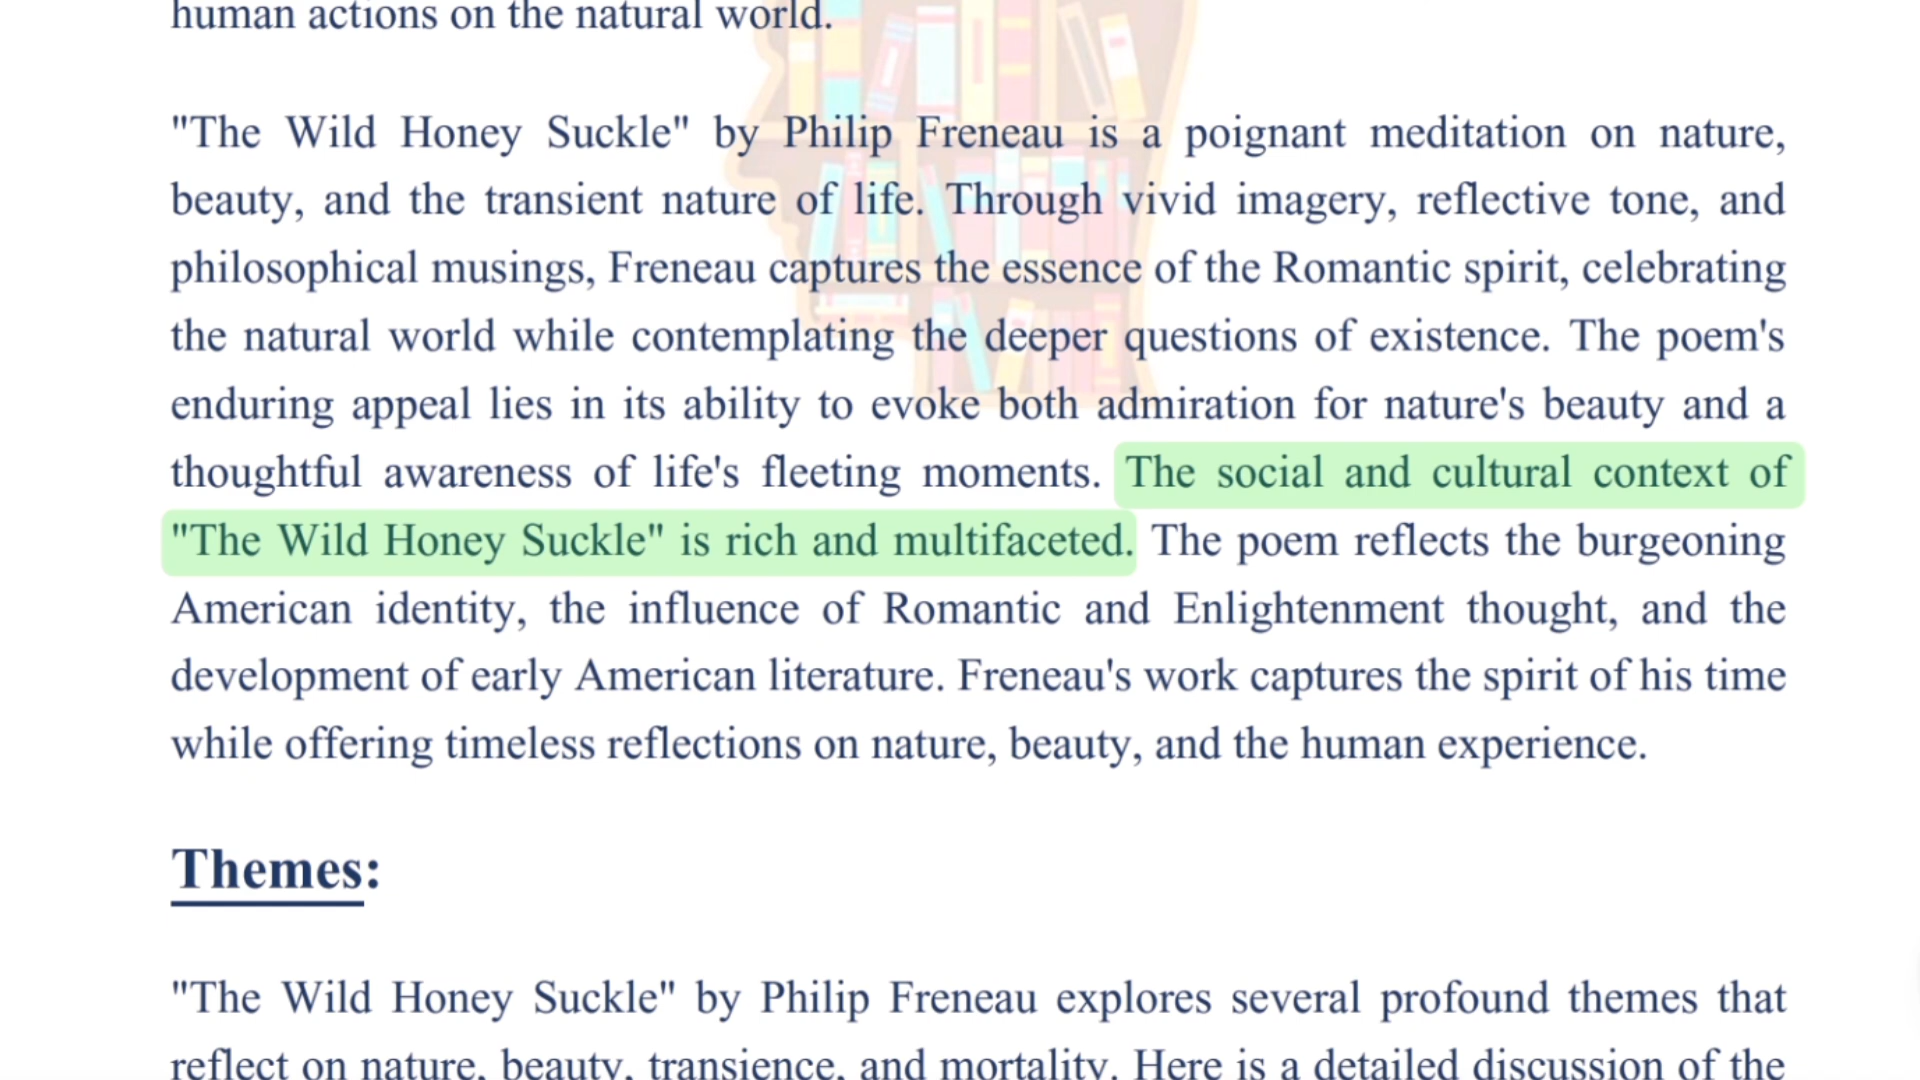 human actions on the natural world.
"The Wild Honey Suckle" by Philip Freneau is a poignant meditation on nature,
beauty, and the transient nature of life. Through vivid imagery, reflective tone, and
philosophical musings, Freneau captures the essence of the Romantic spirit, celebrating
the natural world while contemplating the deeper questions of existence. The poem's
enduring appeal lies in its ability to evoke both admiration for nature's beauty and a
thoughtful awareness of life's fleeting moments. The social and cultural context of
"The Wild Honey Suckle" is rich and multifaceted. The poem reflects the burgeoning
American identity, the influence of Romantic and Enlightenment thought, and the
development of early American literature. Freneau's work captures the spirit of his time
while offering timeless reflections on nature, beauty, and the human experience.
Themes:
"The Wild Honey Suckle" by Philip Freneau explores several profound themes that
reflect on nature, beauty, transience, and mortality. Here is a detailed discussion of the